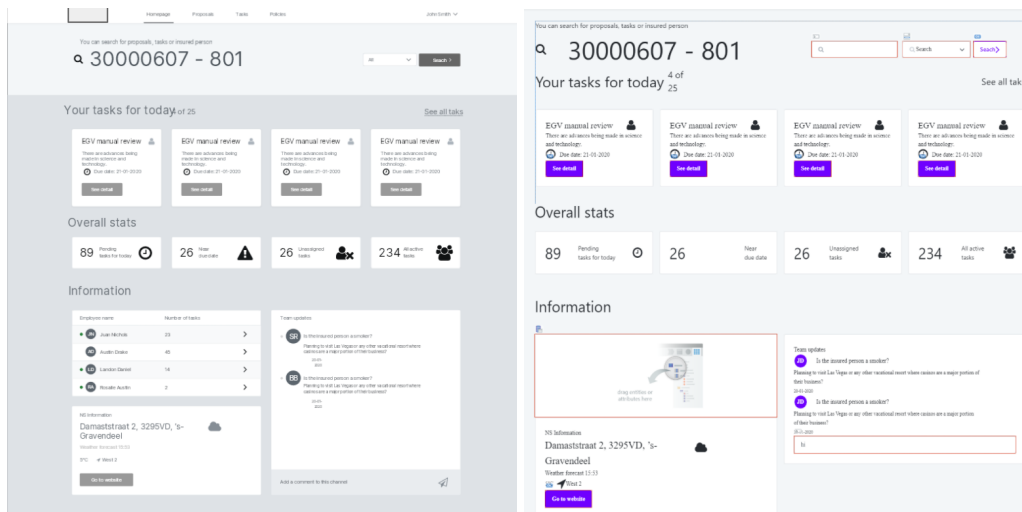 Homepage Proposals Tasks Policies John Smith
You can search for proposals, tasks or insured person
30000607 - 801
All
Seach >
Your tasks for today 4 of 25
See all taks
EGV manual review
There are advances being
made in science and
technology.
Due date: 21-01-2020
See detail
EGV manual review
There are advances being
made in science and
technology.
Due date: 21-01-2020
See detail
EGV manual review
There are advances being
made in science and
technology.
Due date: 21-01-2020
See detail
EGV manual review
There are advances being
made in science and
technology.
Due date: 21-01-2020
See detail
Overall stats
89 Pending
tasks for today
26 Near
due date
26 Unassigned
tasks
234 All active
tasks
Information
Employee name Number of tasks
Juan Nichols 23
AD Austin Drake 45
LD Landon Daniel 14
RA Rosalie Austin 2
NS Information
Damaststraat 2, 3295VD, 's-
Gravendeel
Weather forecast 15:33
5°C West 2
Go to website
Team updates
SR Is the insured person a smoker?
Planning to visit Las Vegas or any other vacational resort where
casinos are a major portion of their business?
BB Is the insured person a smoker?
Planning to visit Las Vegas or any other vacational resort where
casinos are a major portion of their business?
Add a comment to this channel
You can search for proposals, tasks or insured person
30000607 - 801
Search
Seach
Your tasks for today 4 of
25
See all tak
EGV manual review
There are advances being made in science
and technology.
Due date: 21-01-2020
See detail
EGV manual review
There are advances being made in science
and technology.
Due date: 21-01-2020
See detail
EGV manual review
There are advances being made in science
and technology.
Due date: 21-01-2020
See detail
EGV manual review
There are advances being made in science
and technology.
Due date: 21-01-2020
See detail
Overall stats
89 Pending
tasks for today
26 Near
due date
26 Unassigned
tasks
234 All active
tasks
Information
drag entities or
attributes here
NS Information
Damaststraat 2, 3295VD, 's-
Gravendeel
Weather forecast 15:33
West 2
Go to website
Team updates
JD Is the insured person a smoker?
Planning to visit Las Vegas or any other vacational resort where casinos are a major portion of
their business?
JD Is the insured person a smoker?
Planning to visit Las Vegas or any other vacational resort where casinos are a major portion
of their business?